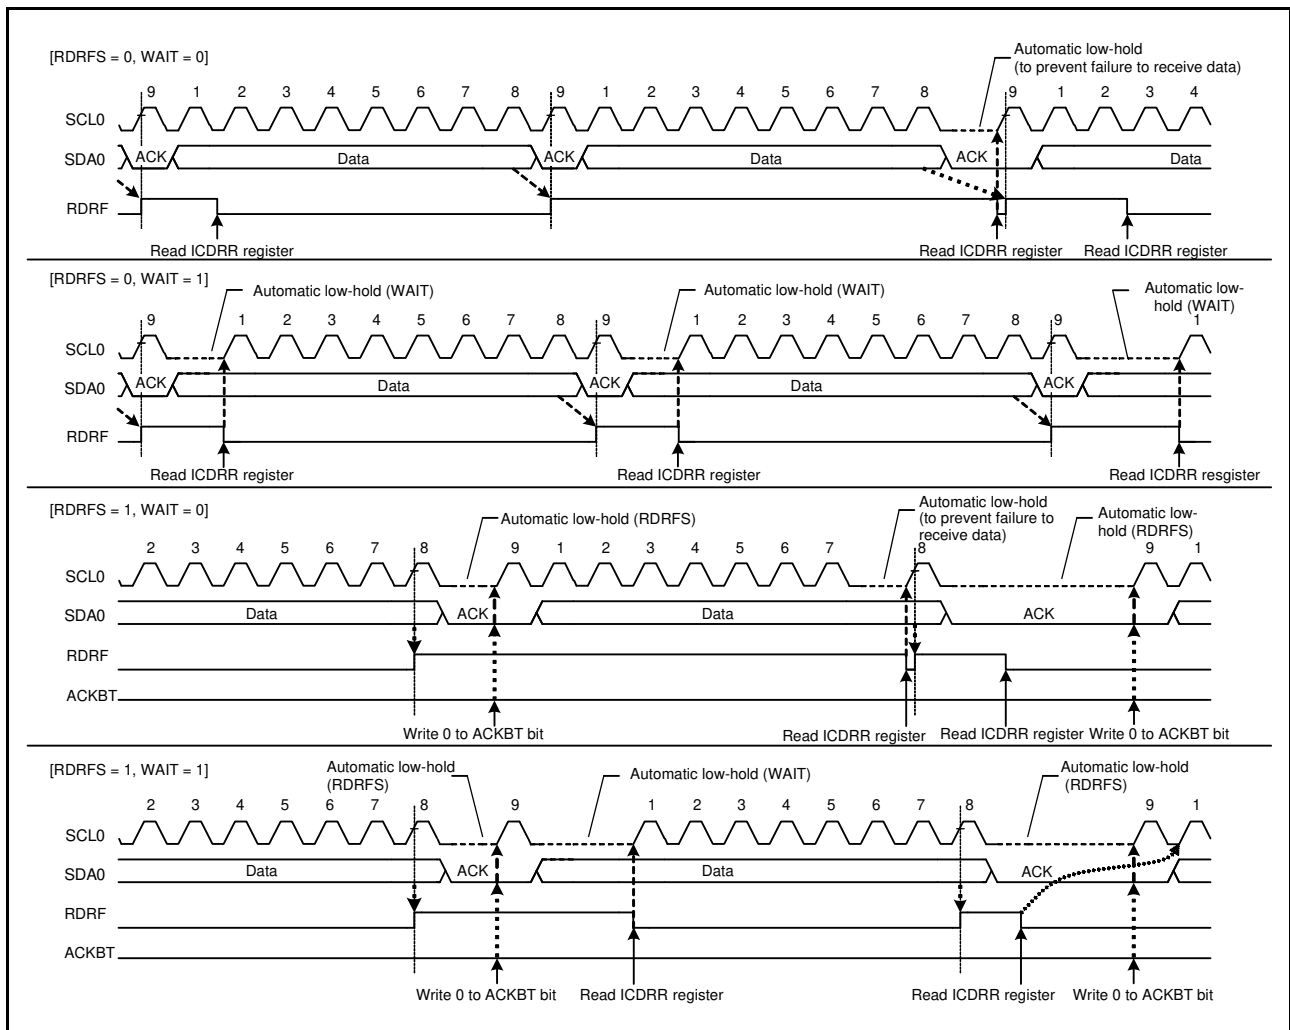 [RDRFS = 0, WAIT = 0]
Automatic low-hold
(to prevent failure to receive data)
9 1 2 3 4 5 6 7 8 9 1 2 3 4 5 6 7 8 9 1 2 3 4
SCL0
SDA0 ACK Data ACK Data ACK Data
RDRF
Read ICDRR register Read ICDRR register Read ICDRR register
[RDRFS = 0, WAIT = 1]
Automatic low-hold (WAIT) Automatic low-hold (WAIT) Automatic low-
hold (WAIT)
9 1 2 3 4 5 6 7 8 9 1 2 3 4 5 6 7 8 9 1
SCL0
SDA0 ACK Data ACK Data ACK
RDRF
Read ICDRR register Read ICDRR register Read ICDRR resgister
[RDRFS = 1, WAIT = 0]
Automatic low-hold (RDRFS)
Automatic low-hold
(to prevent failure to
receive data)
Automatic low-
hold (RDRFS)
2 3 4 5 6 7 8 9 1 2 3 4 5 6 7 8 9 1
SCL0
SDA0 Data ACK Data ACK
RDRF
ACKBT
Write 0 to ACKBT bit Read ICDRR register Read ICDRR register Write 0 to ACKBT bit
[RDRFS = 1, WAIT = 1]
Automatic low-hold
(RDRFS)
Automatic low-hold (WAIT)
Automatic low-hold
(RDRFS)
2 3 4 5 6 7 8 9 1 2 3 4 5 6 7 8 9 1
SCL0
SDA0 Data ACK Data ACK
RDRF
ACKBT
Write 0 to ACKBT bit Read ICDRR register Read ICDRR register Write 0 to ACKBT bit